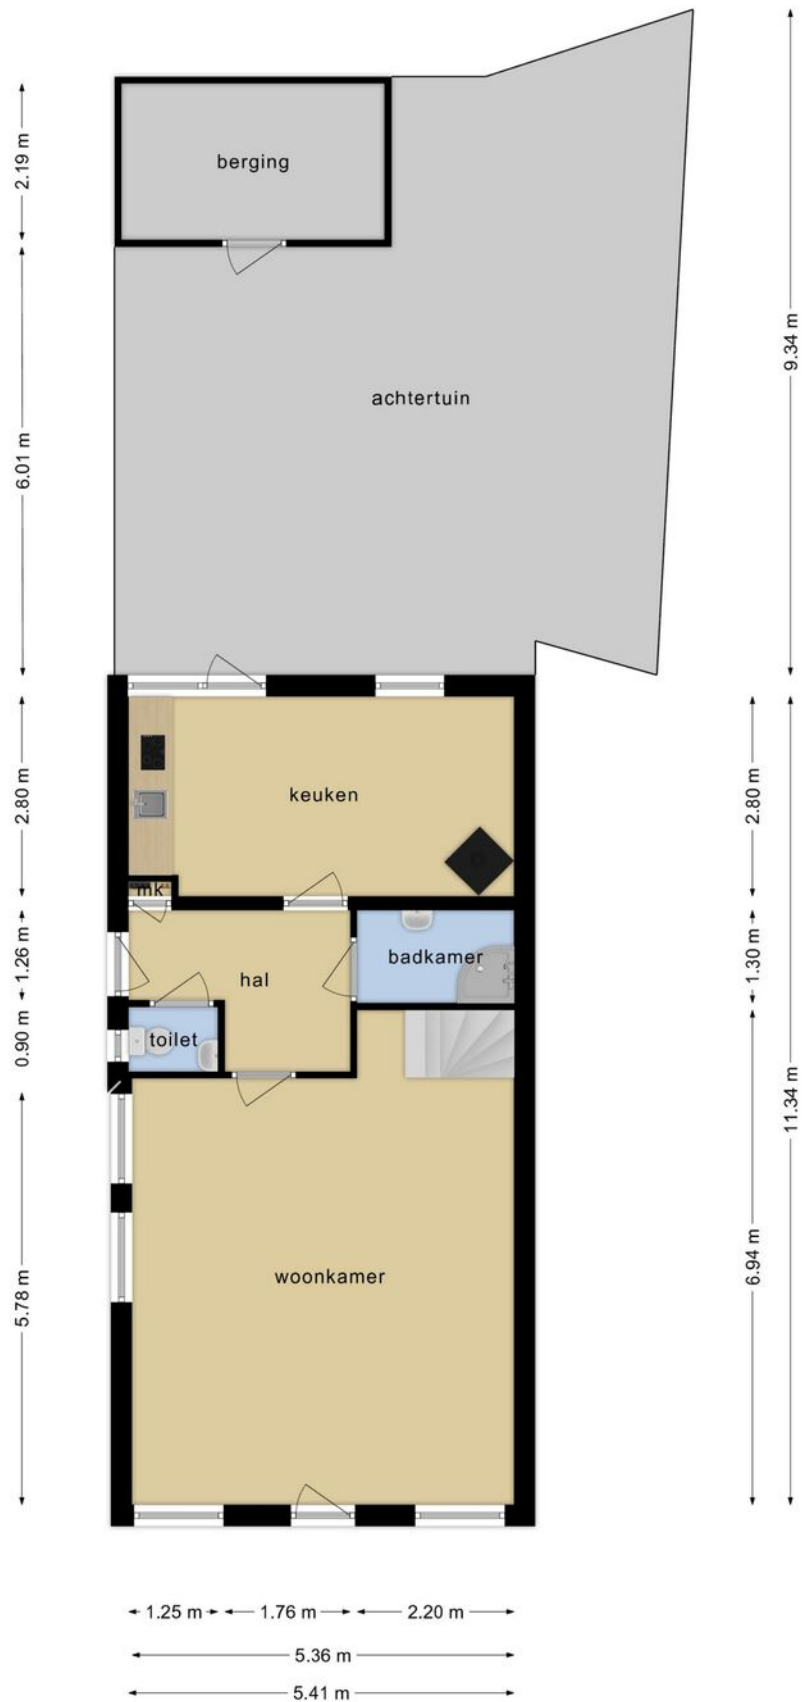 berging
achtertuin
keuken
mk
badkamer
hal
toilet
woonkamer
2.19 m
6.01 m
2.80 m
1.26 m
0.90 m
5.78 m
9.34 m
2.80 m
1.30 m
11.34 m
6.94 m
1.25 m
1.76 m
2.20 m
5.36 m
5.41 m